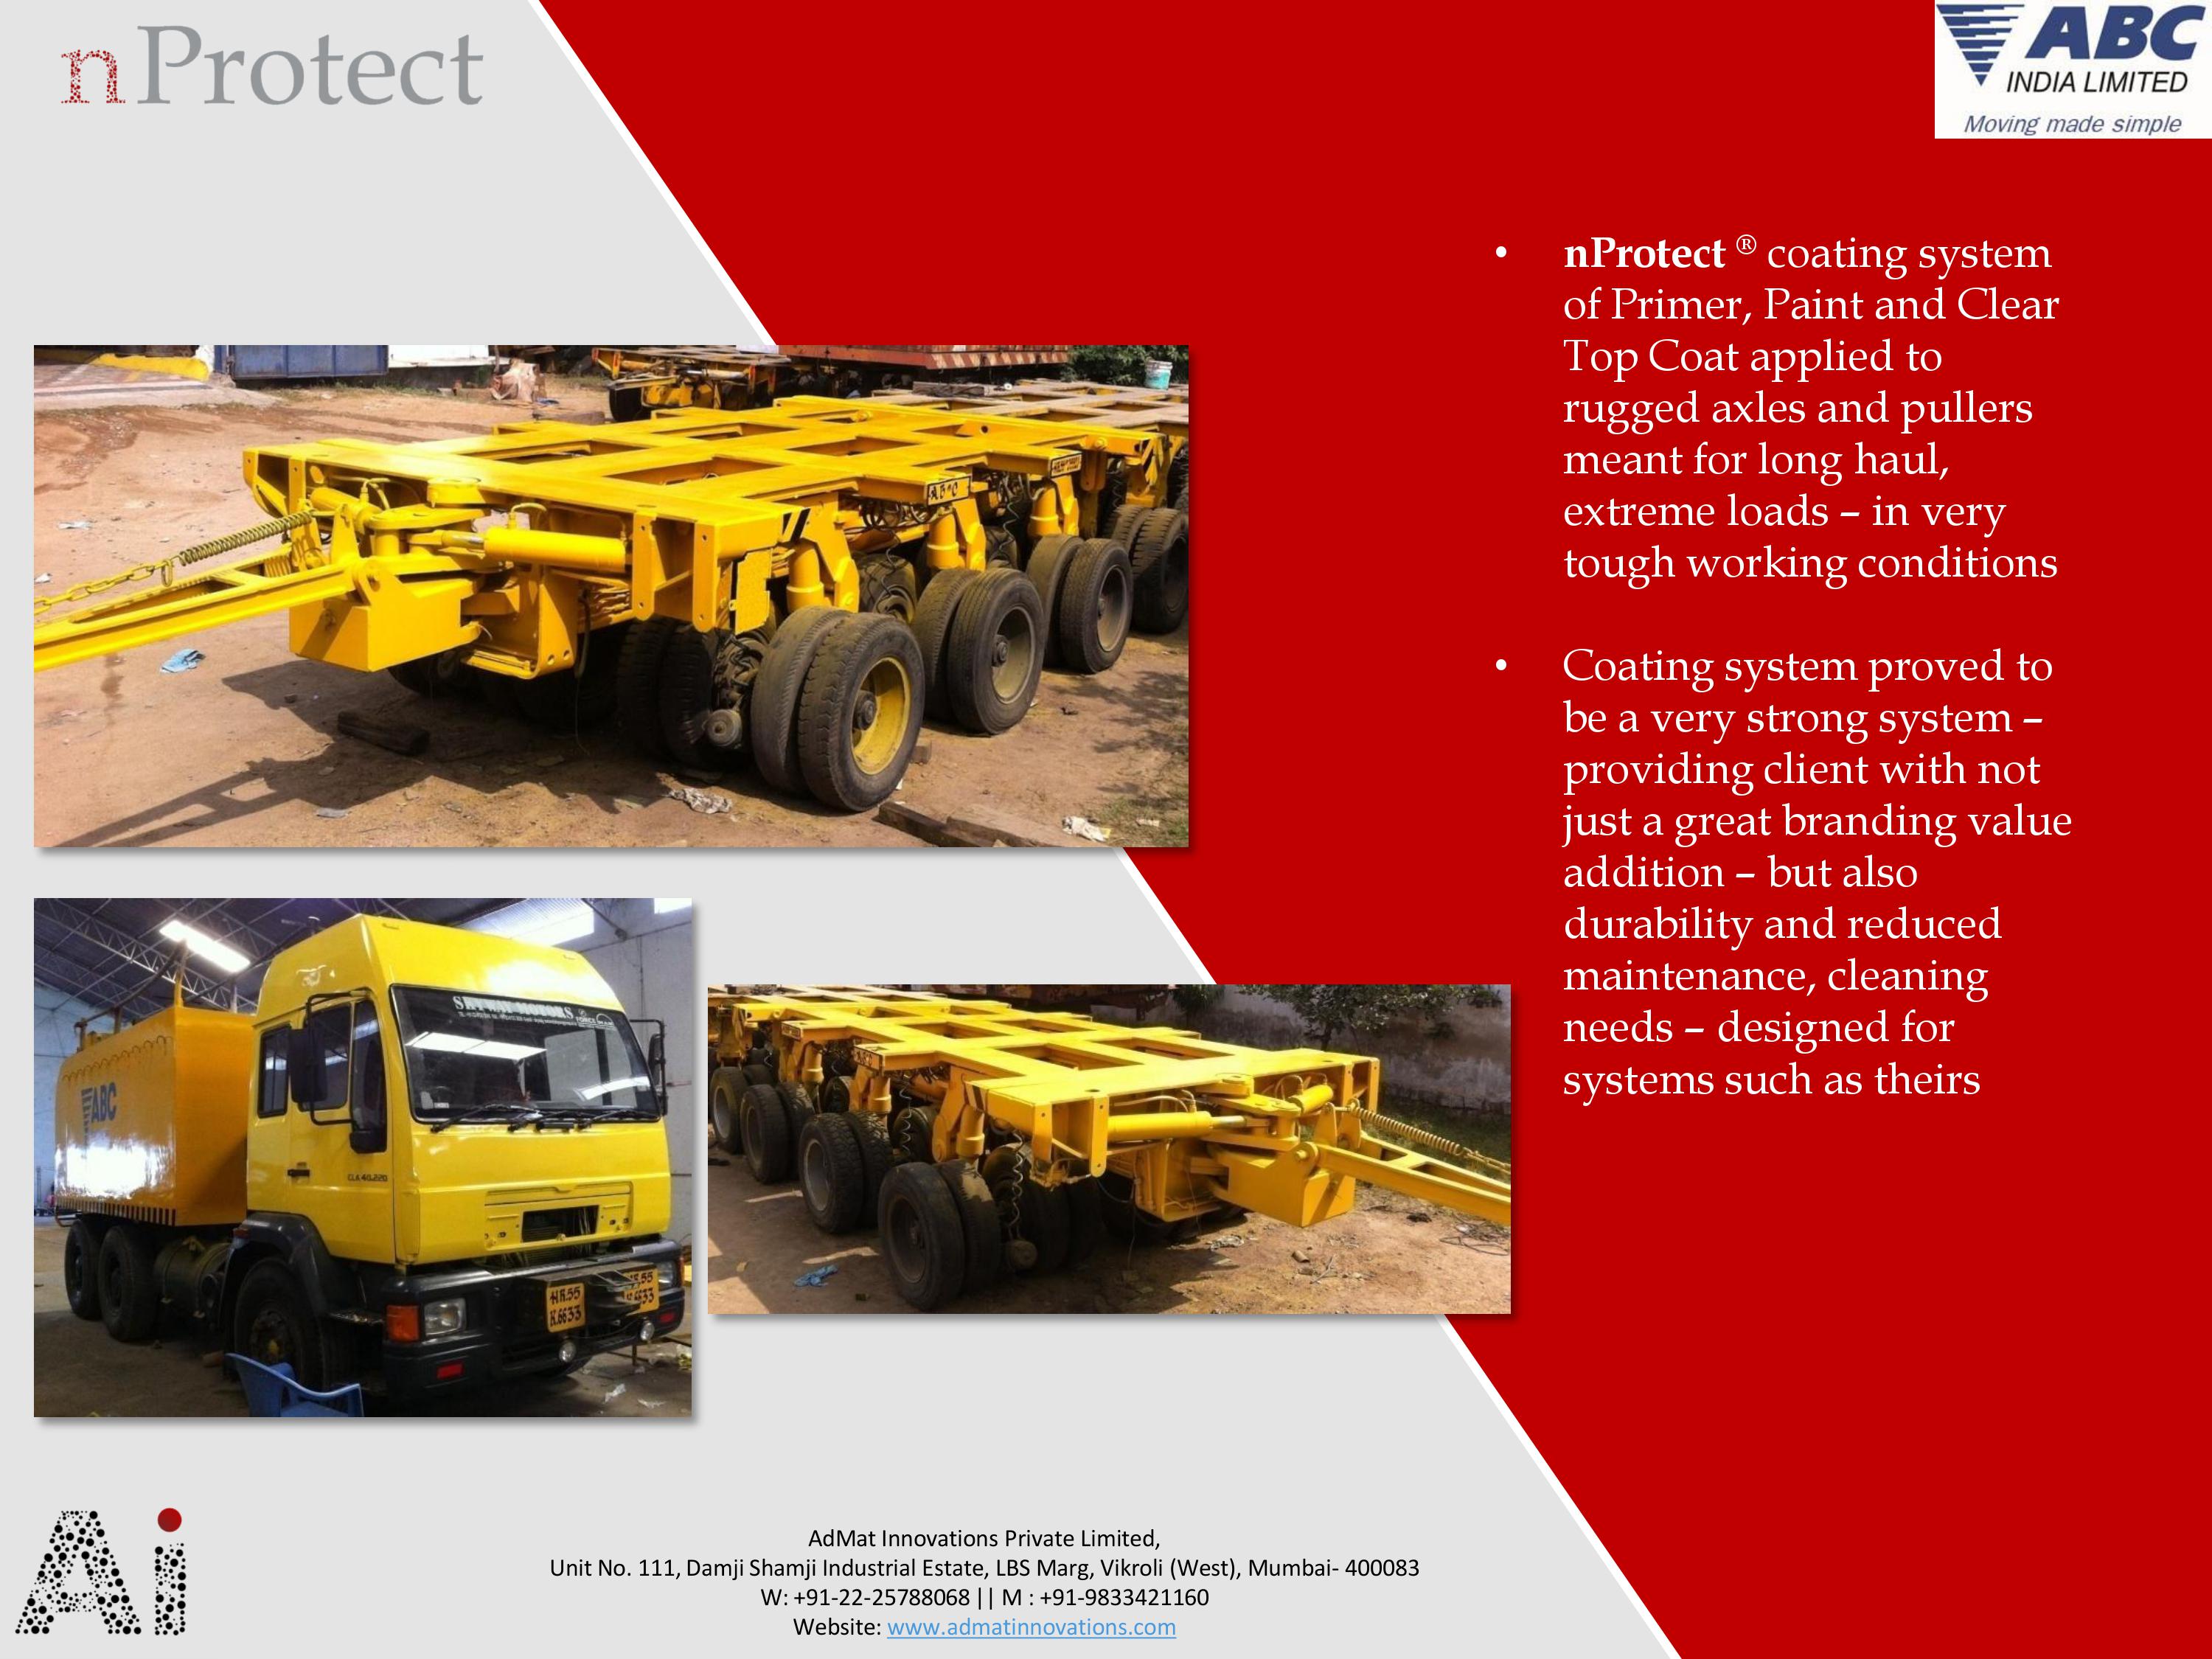 nProtect
ABC
INDIA LIMITED
Moving made simple
• nProtect ® coating system
of Primer, Paint and Clear
Top Coat applied to
rugged axles and pullers
meant for long haul,
extreme loads – in very
tough working conditions
• Coating system proved to
be a very strong system –
providing client with not
just a great branding value
addition – but also
durability and reduced
maintenance, cleaning
needs – designed for
systems such as theirs
ABC
MOTORS
CLA 40.220
HR.55
K.6633
Ai
AdMat Innovations Private Limited,
Unit No. 111, Damji Shamji Industrial Estate, LBS Marg, Vikroli (West), Mumbai- 400083
W: +91-22-25788068 || M : +91-9833421160
Website: www.admatinnovations.com